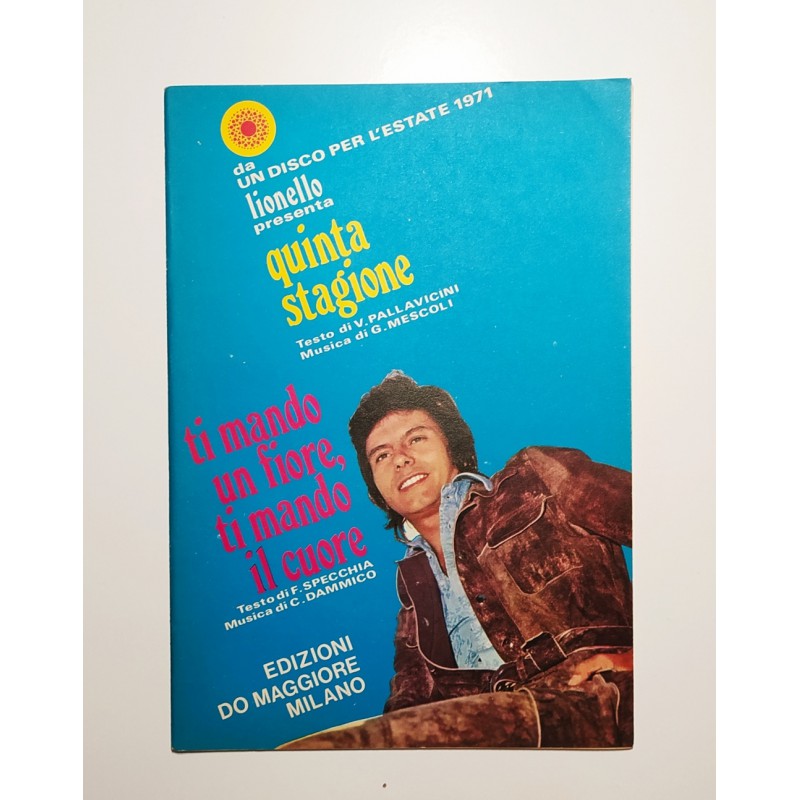 da
UN DISCO PER L'ESTATE 1971
lionello
presenta
quinta
stagione
Testo di V. PALLAVICINI
Musica di G. MESCOLI
ti mando
un fiore,
ti mando
il cuore
Testo di F. SPECCHIA
Musica di C. DAMMICO
EDIZIONI
DO MAGGIORE
MILANO